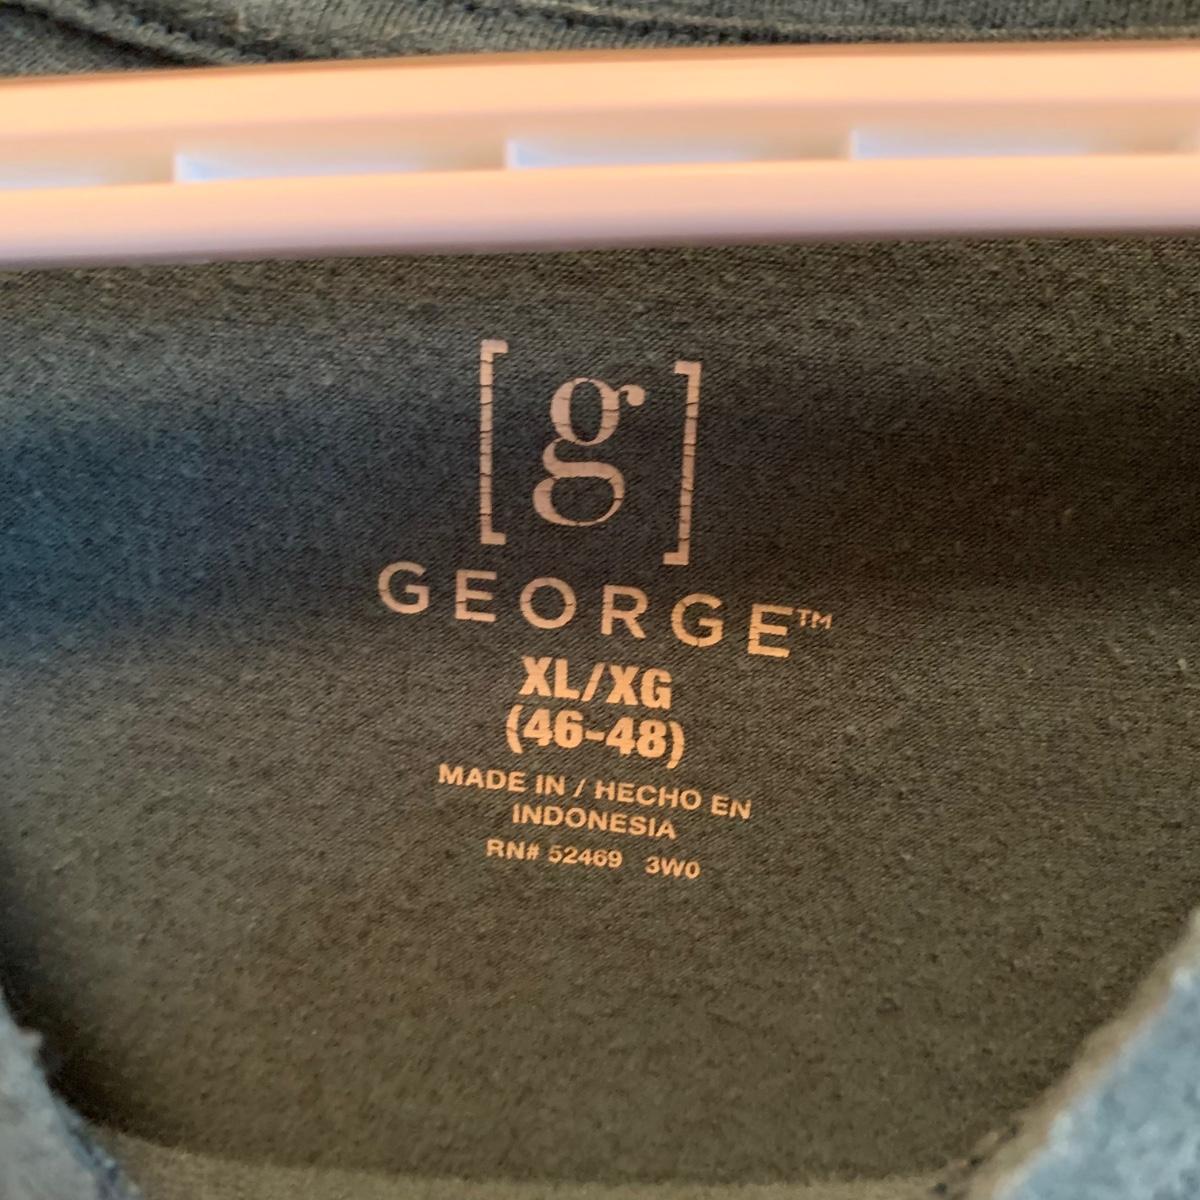 [g]
GEORGE™
XL/XG
(46-48)
MADE IN / HECHO EN
INDONESIA
RN# 52469 3W0